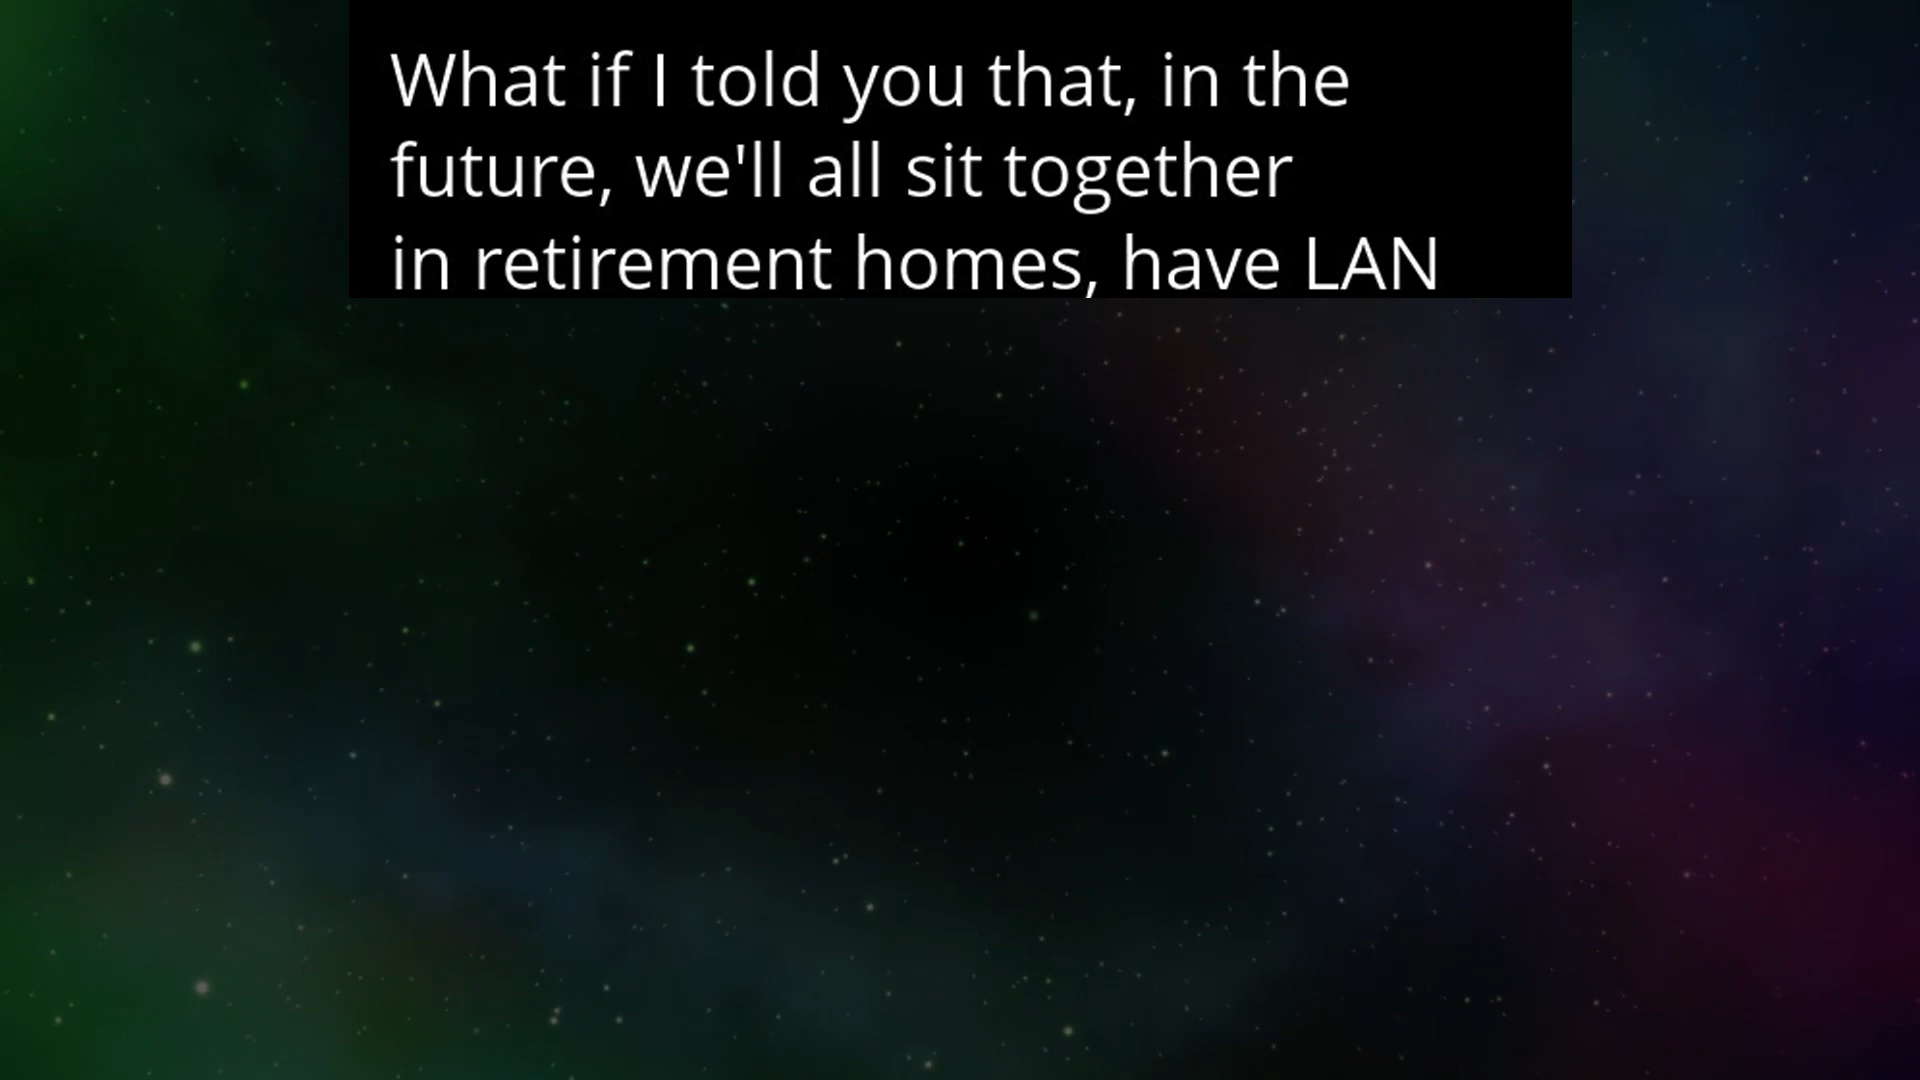 What if I told you that, in the
future, we'll all sit together
in retirement homes, have LAN